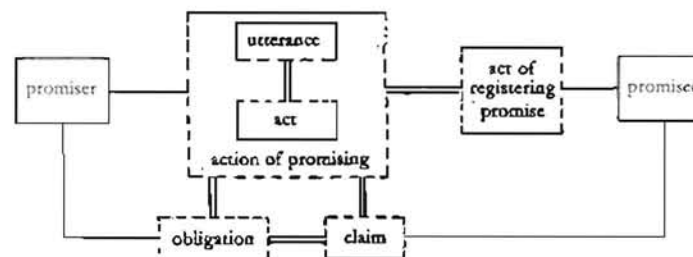 utterance
promiser
act of
registering
promise
promisee
act
action of promising
obligation
claim